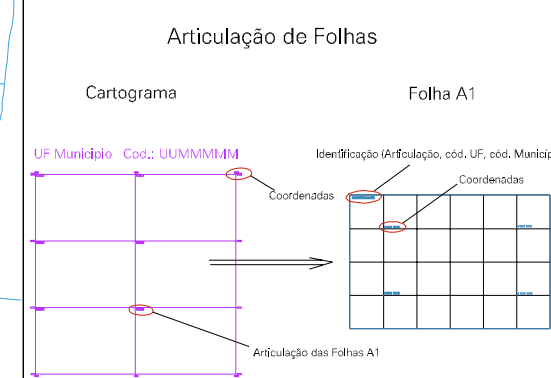 Articulação de Folhas
Cartograma
Folha A1
UF Municipio Cod.: UUMMMMM
Identificação (Articulação, cód. UF, cód. Municíp
Coordenadas
Coordenadas
Articulação das Folhas A1